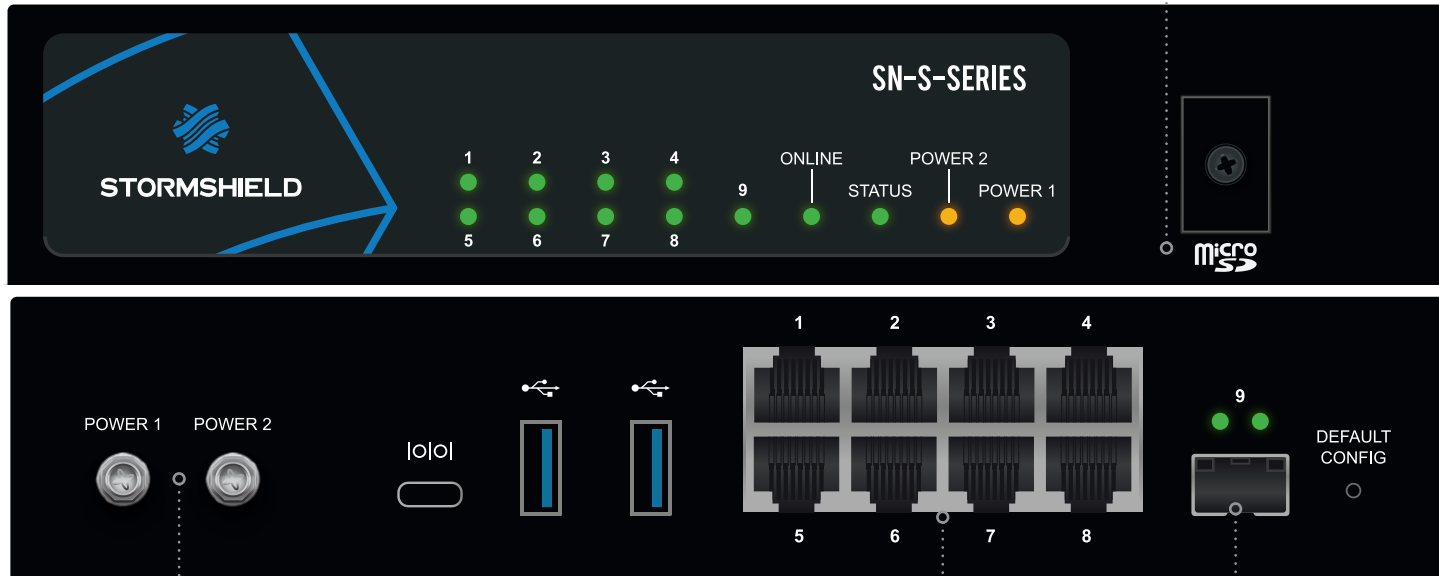 SN-S-SERIES
STORMSHIELD
1 2 3 4
9
ONLINE
STATUS
POWER 2
POWER 1
5 6 7 8
Micro
SD
POWER 1
POWER 2
|O|O|
1 2 3 4
5 6 7 8
9
DEFAULT
CONFIG